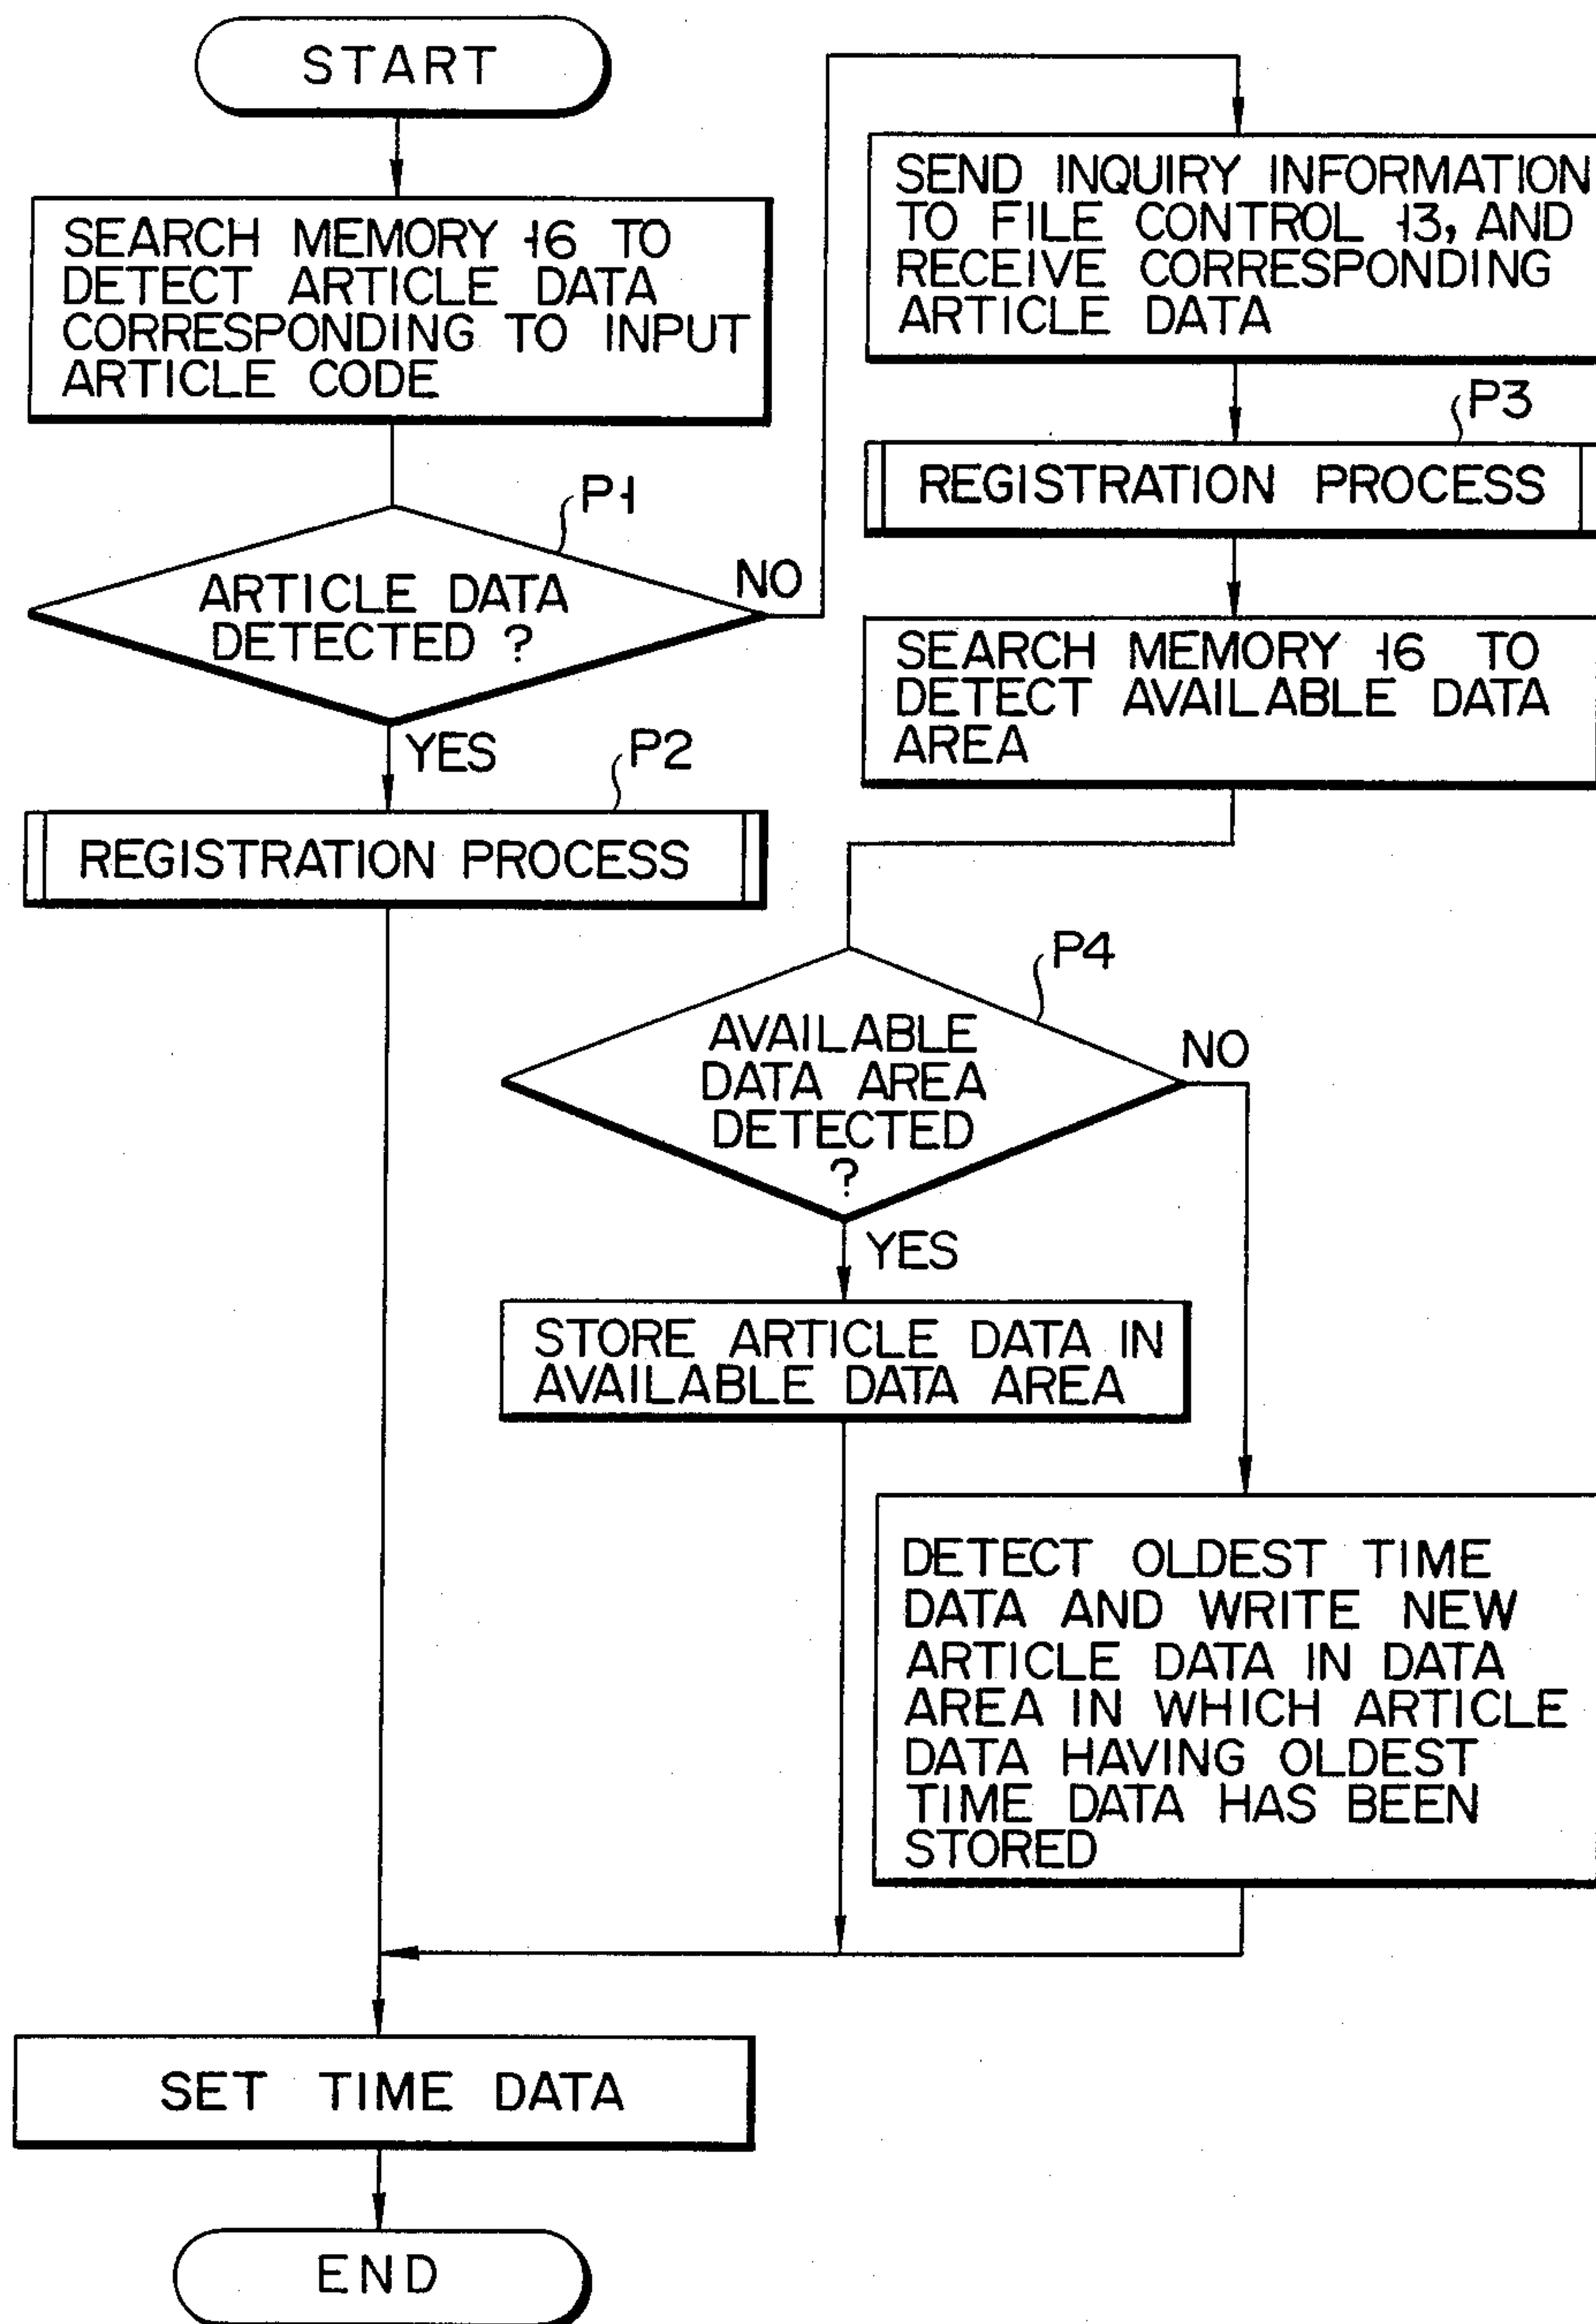 START
SEARCH MEMORY 16 TO
DETECT ARTICLE DATA
CORRESPONDING TO INPUT
ARTICLE CODE
P1
ARTICLE DATA
DETECTED ?
NO
YES
P2
REGISTRATION PROCESS
SEND INQUIRY INFORMATION
TO FILE CONTROL 13, AND
RECEIVE CORRESPONDING
ARTICLE DATA
P3
REGISTRATION PROCESS
SEARCH MEMORY 16 TO
DETECT AVAILABLE DATA
AREA
P4
AVAILABLE
DATA AREA
DETECTED
?
NO
YES
STORE ARTICLE DATA IN
AVAILABLE DATA AREA
DETECT OLDEST TIME
DATA AND WRITE NEW
ARTICLE DATA IN DATA
AREA IN WHICH ARTICLE
DATA HAVING OLDEST
TIME DATA HAS BEEN
STORED
SET TIME DATA
END